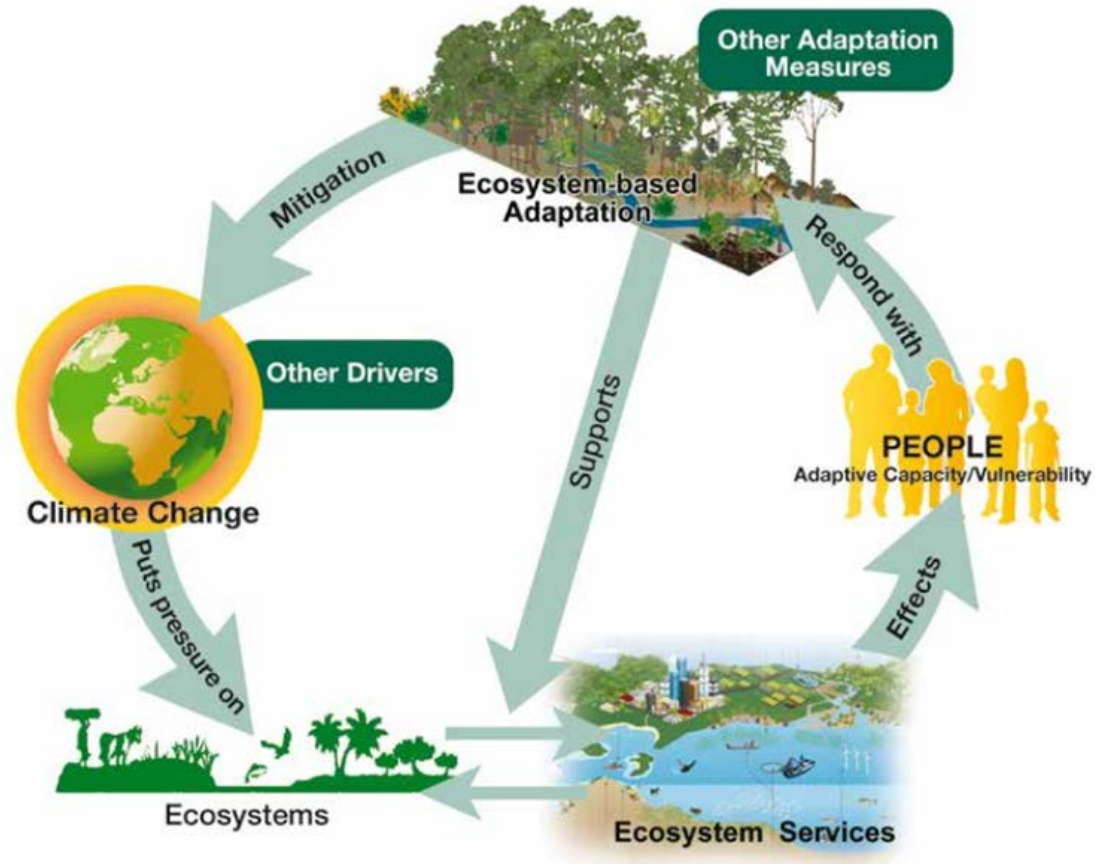 Other Adaptation
Measures
Mitigation
Ecosystem-based
Adaptation
Respond with
Other Drivers
Supports
PEOPLE
Adaptive Capacity/Vulnerability
Climate Change
Puts pressure on
Effects
Ecosystems
Ecosystem Services